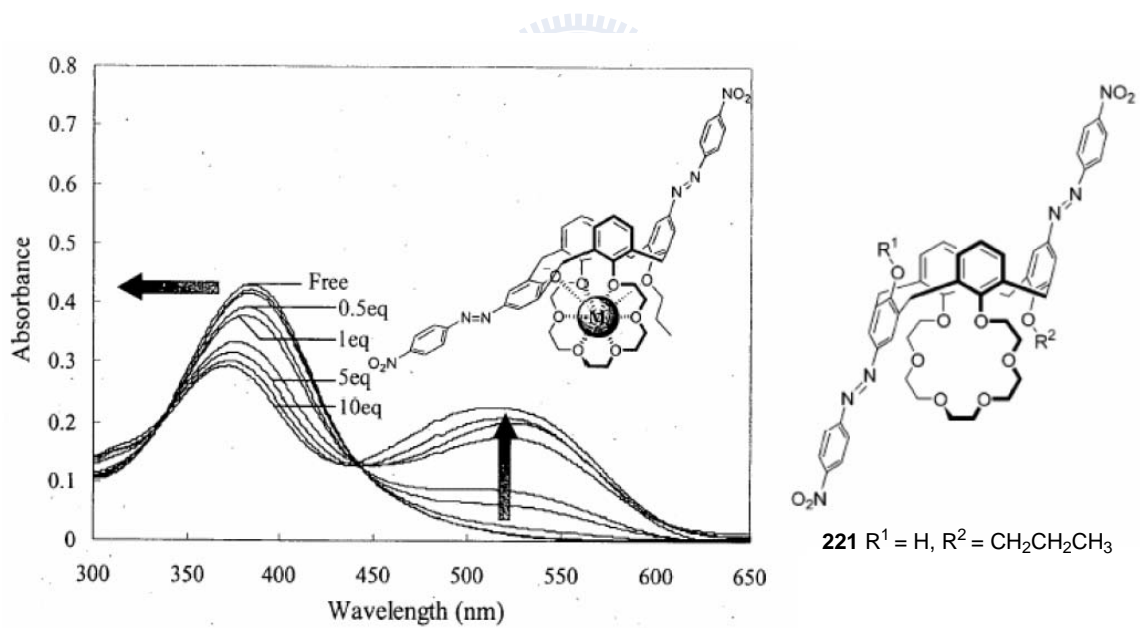 0.8
0.7
0.6
0.5
0.4
0.3
0.2
0.1
0
Absorbance
300 350 400 450 500 550 600 650
Wavelength (nm)
Free
0.5eq
1eq
5eq
10eq
NO₂
N=N
O O O
O M O
O O
N=N
O₂N
NO₂
N=N
R¹
O
O O O
R²
O O
O O
N=N
O₂N
221 R¹ = H, R² = CH₂CH₂CH₃